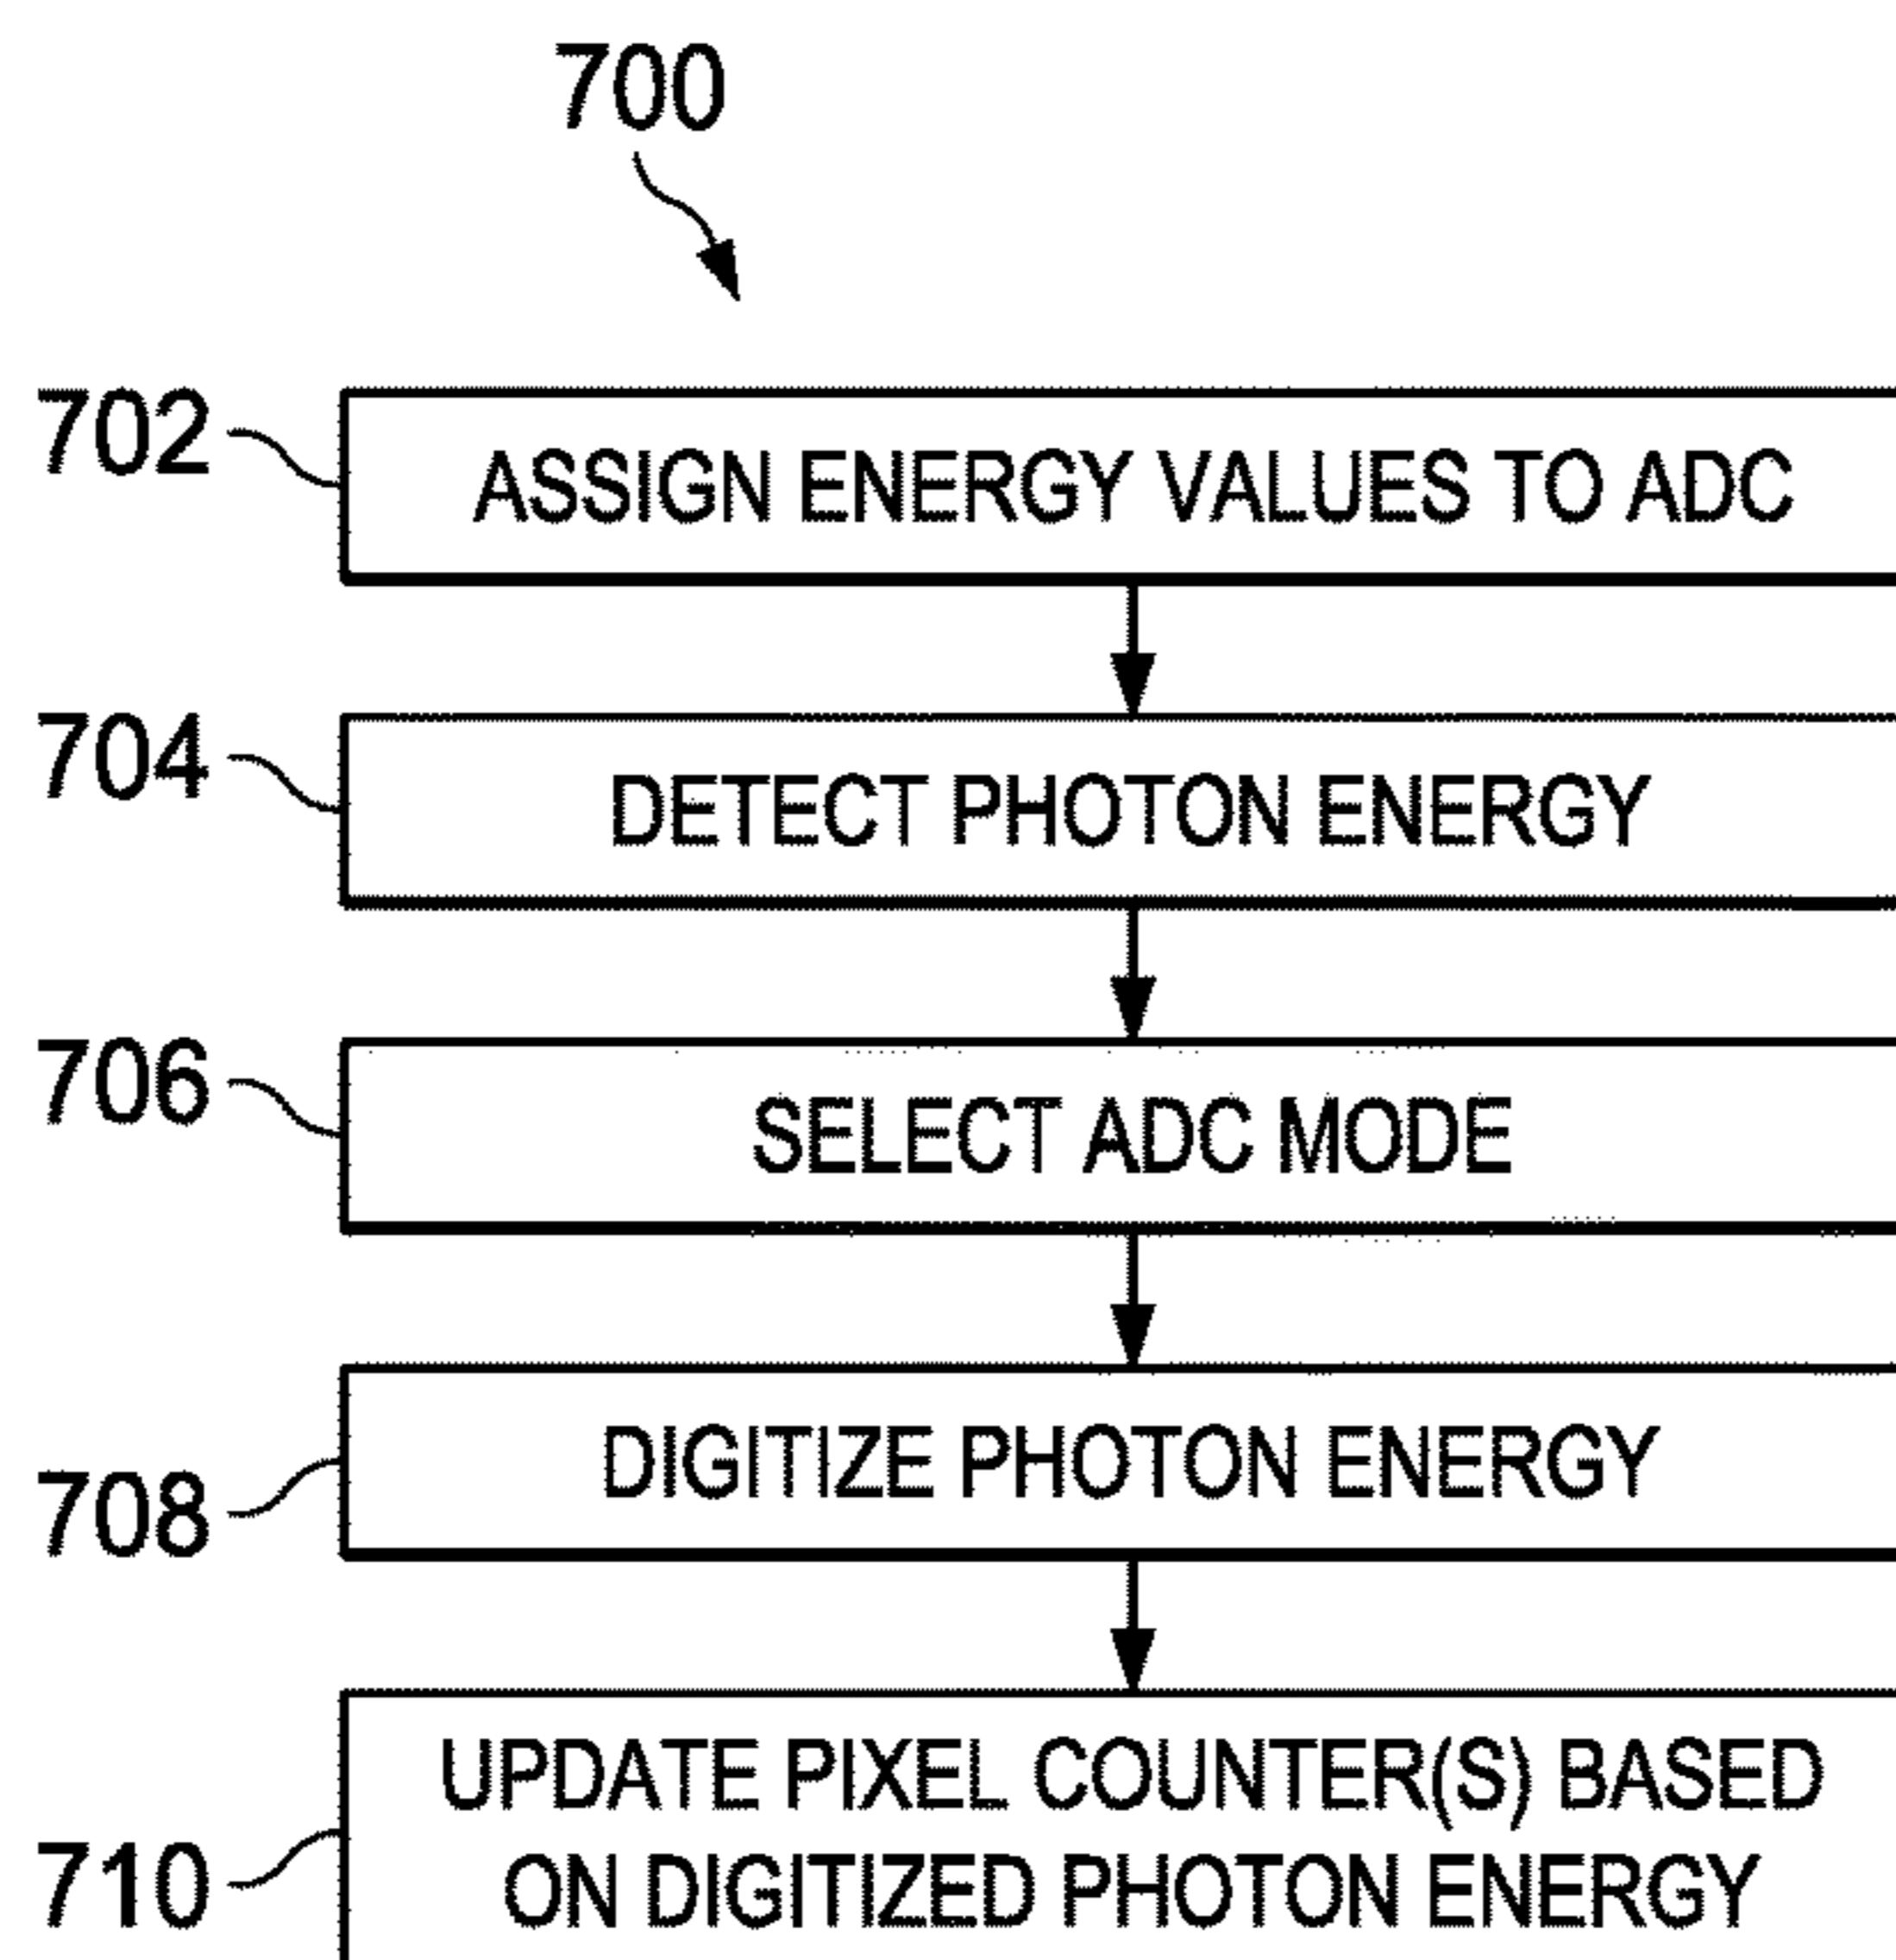 700
702
ASSIGN ENERGY VALUES TO ADC
704
DETECT PHOTON ENERGY
706
SELECT ADC MODE
708
DIGITIZE PHOTON ENERGY
710
UPDATE PIXEL COUNTER(S) BASED
ON DIGITIZED PHOTON ENERGY